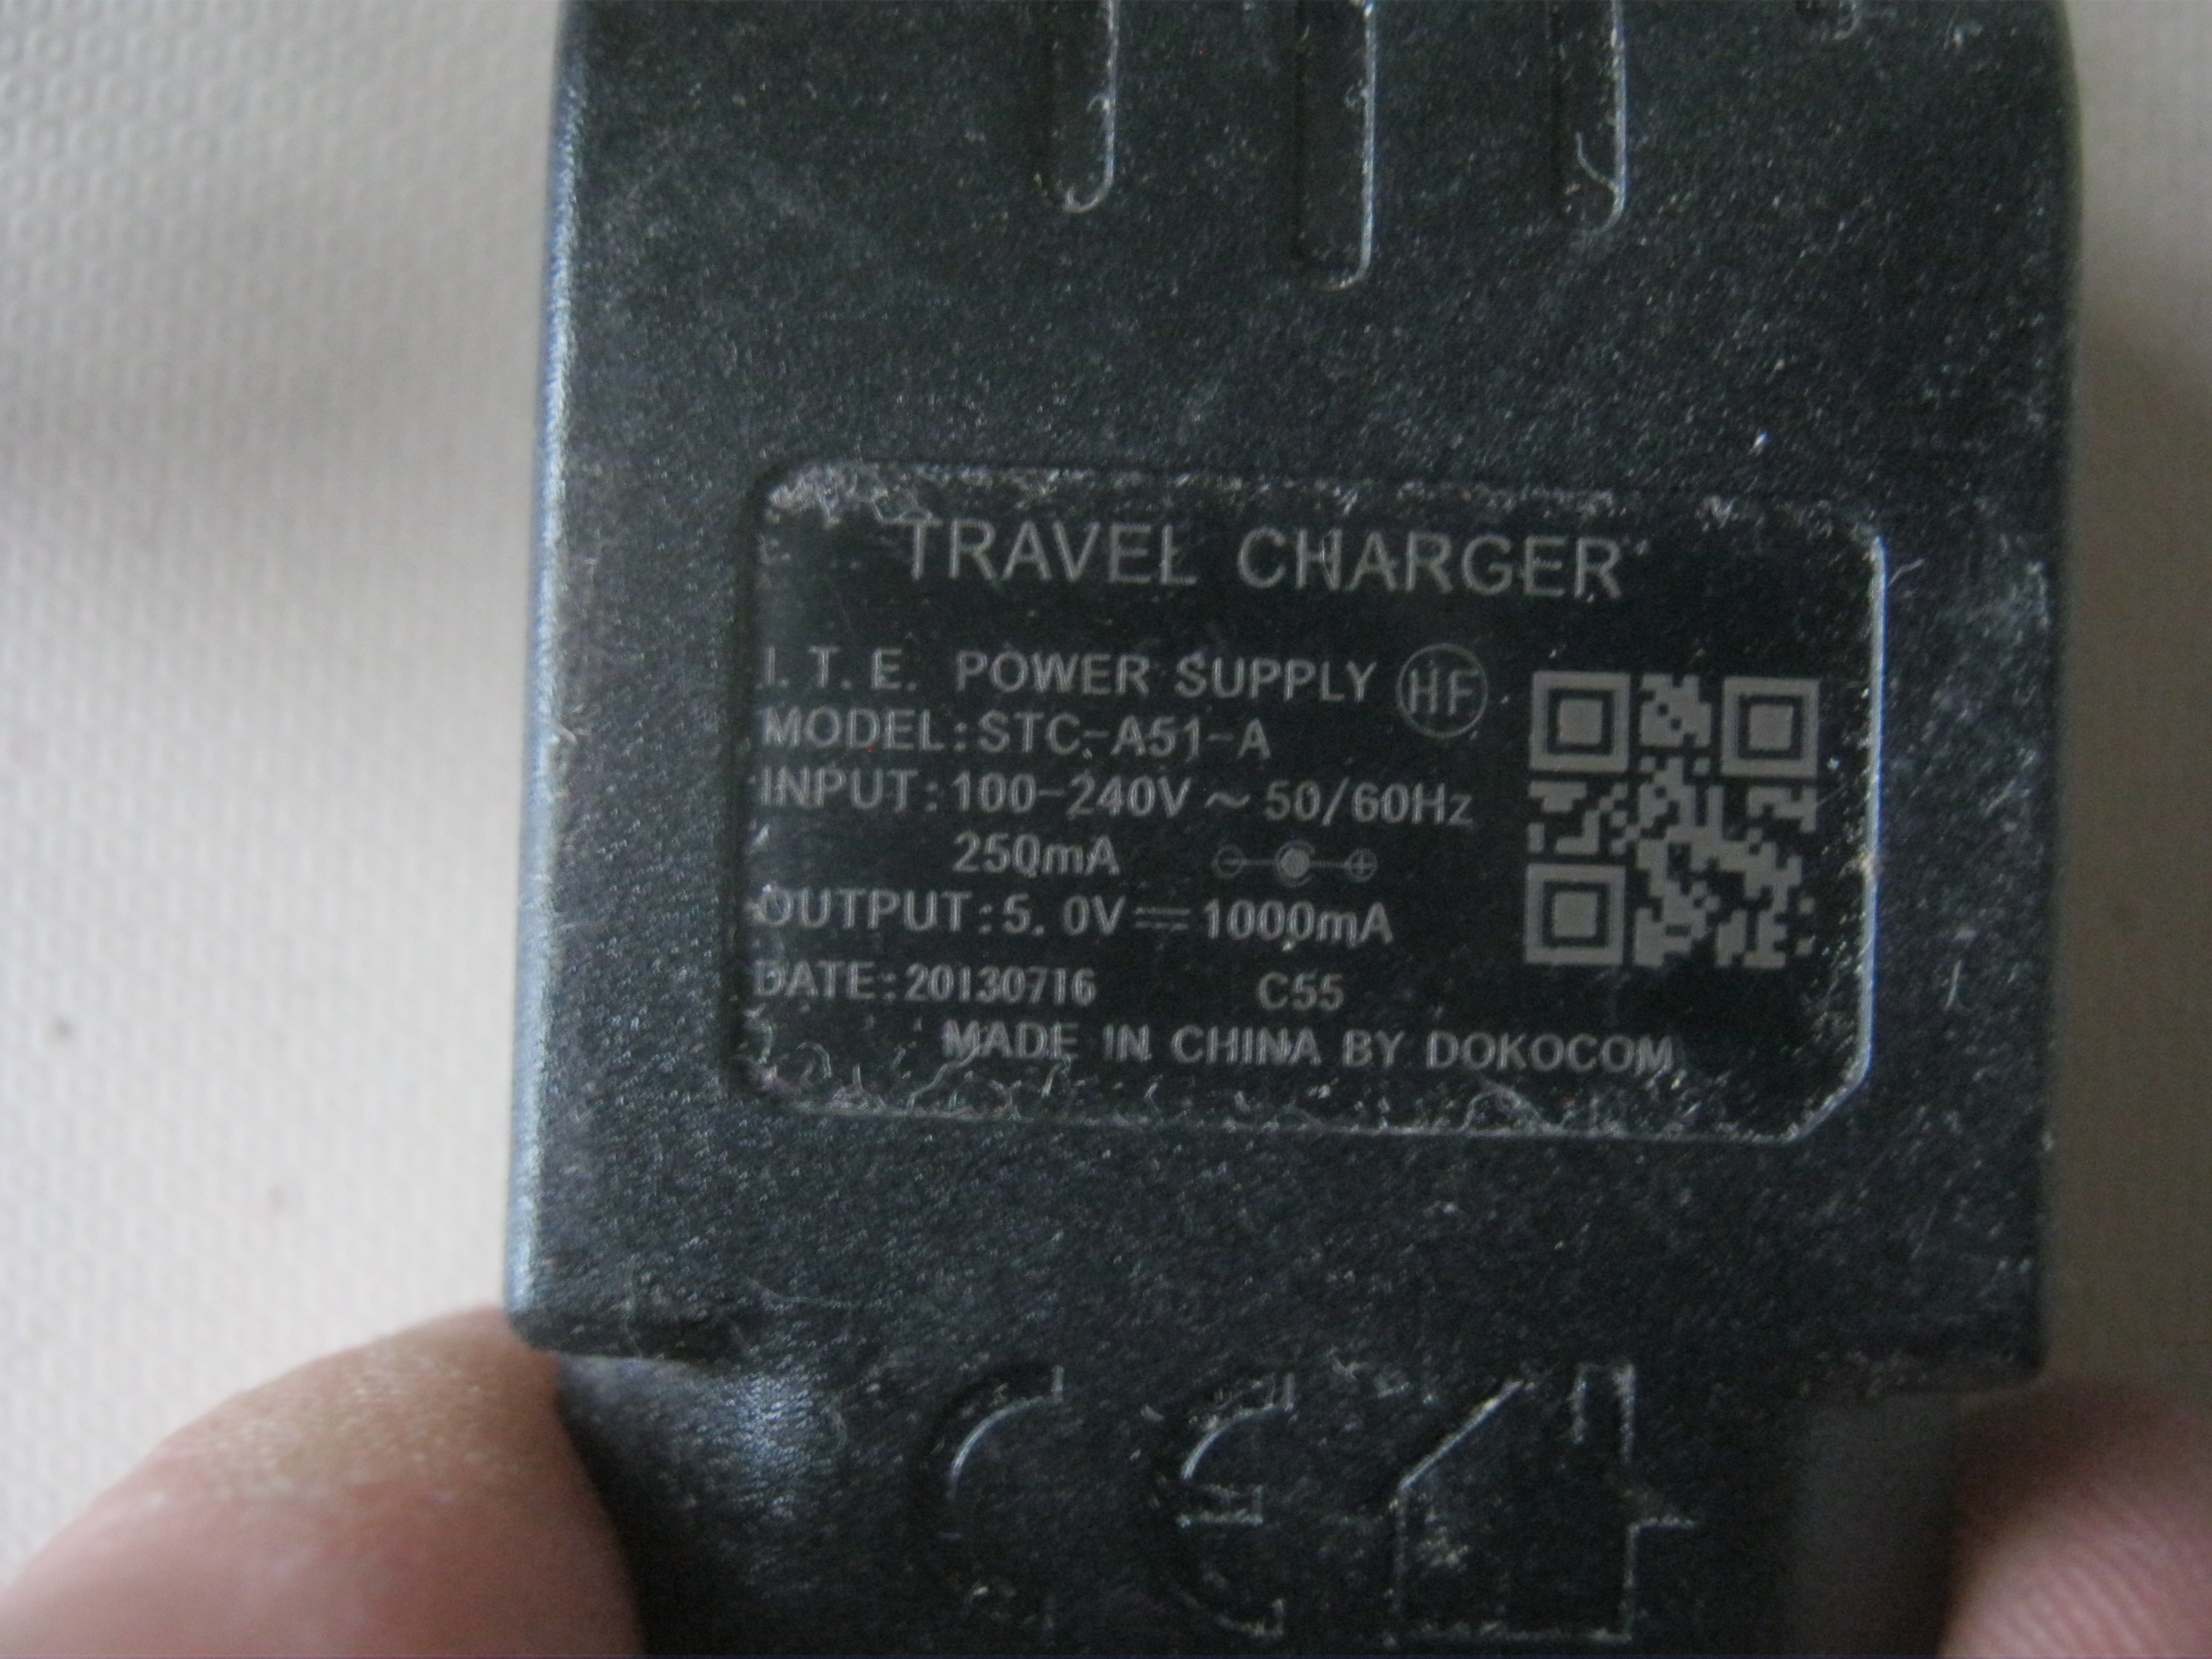 TRAVEL CHARGER
I. T. E. POWER SUPPLY HF
MODEL:STC-A51-A
INPUT:100-240V ~ 50/60Hz
250mA
OUTPUT:5. 0V 1000mA
DATE:20130716 C55
MADE IN CHINA BY DOKOCOM
CE